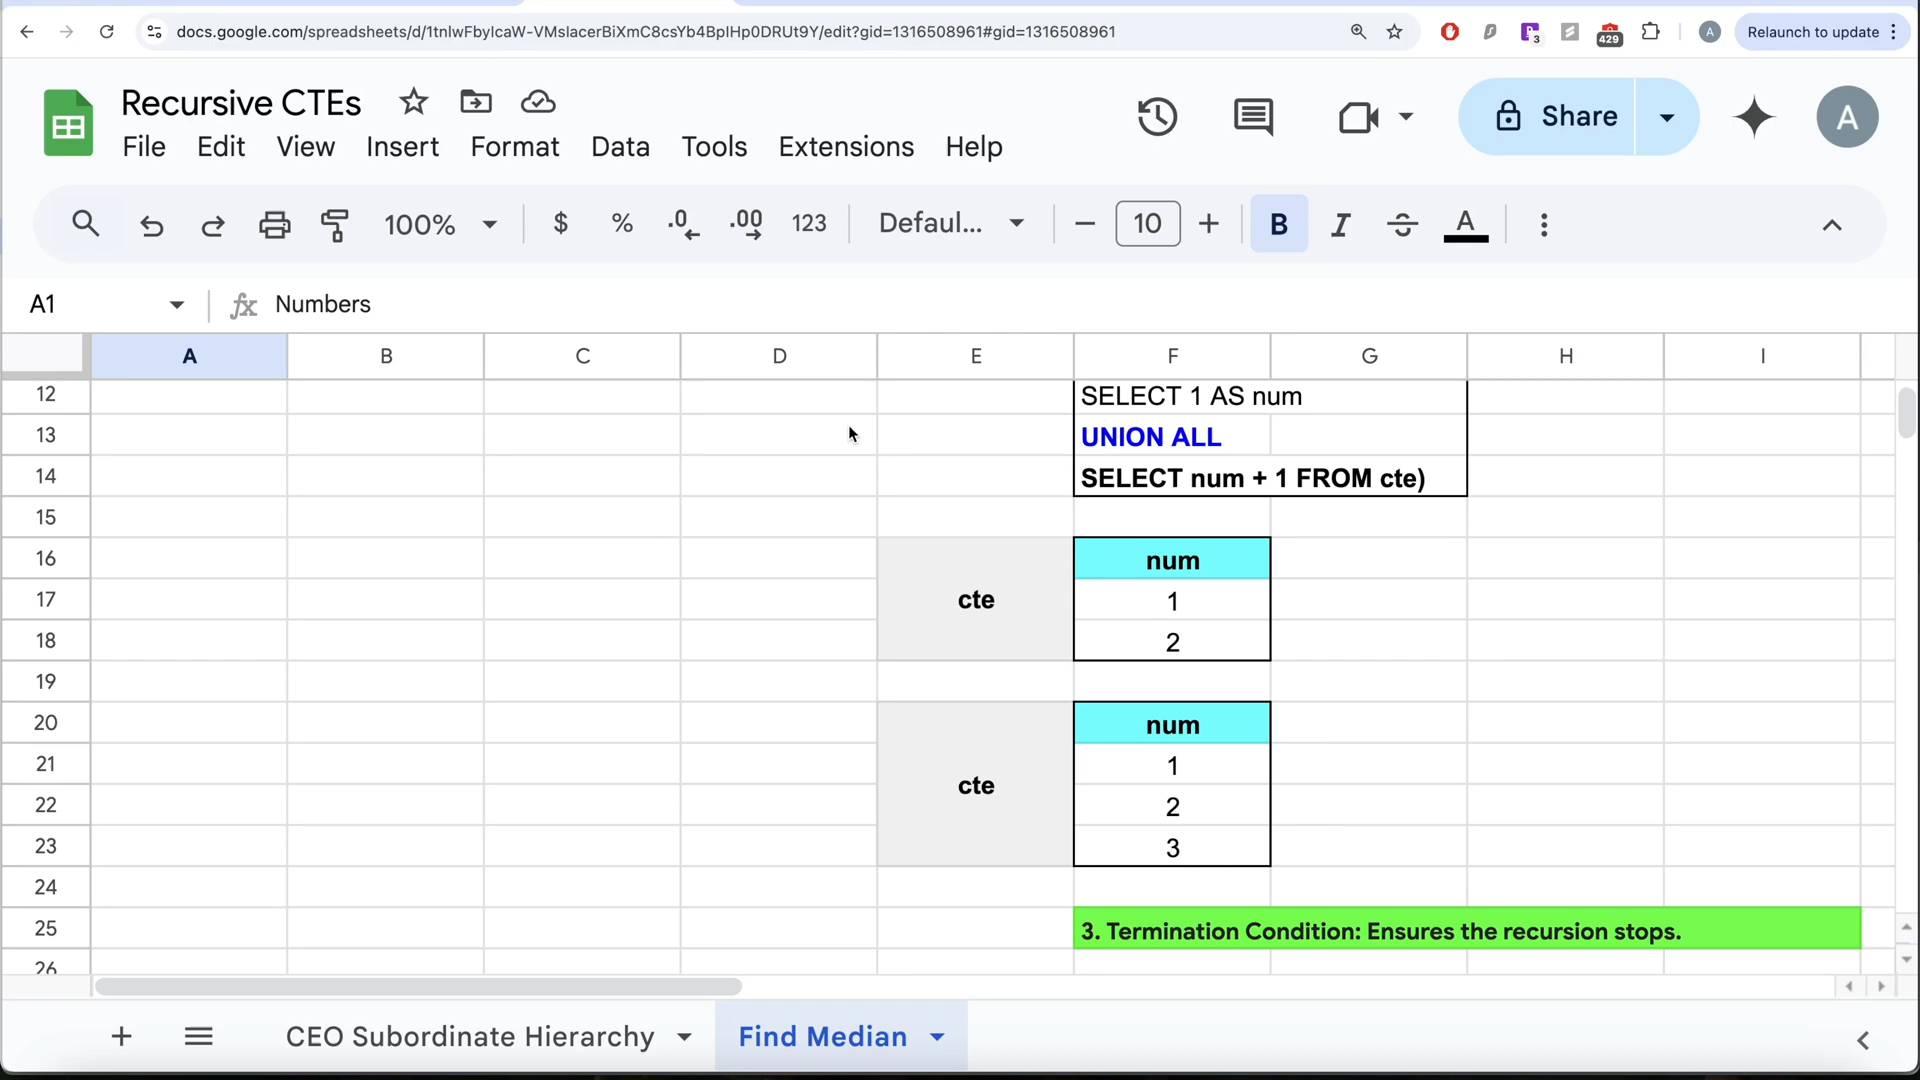 docs.google.com/spreadsheets/d/1tnlwFbylcaW-VMslacerBiXmC8csYb4BplHp0DRUt9Y/edit?gid=1316508961#gid=1316508961
3
429
A
Relaunch to update
Recursive CTEs
Share
A
File Edit View Insert Format Data Tools Extensions Help
100% $ % .0 .00 123 Defaul... 10 B I S A
A1 fx Numbers
A B C D E F G H I
12 SELECT 1 AS num
13 UNION ALL
14 SELECT num + 1 FROM cte)
15
16 num
17 cte 1
18 2
19
20 num
21 1
cte
22 2
23 3
24
25 3. Termination Condition: Ensures the recursion stops.
26
CEO Subordinate Hierarchy Find Median